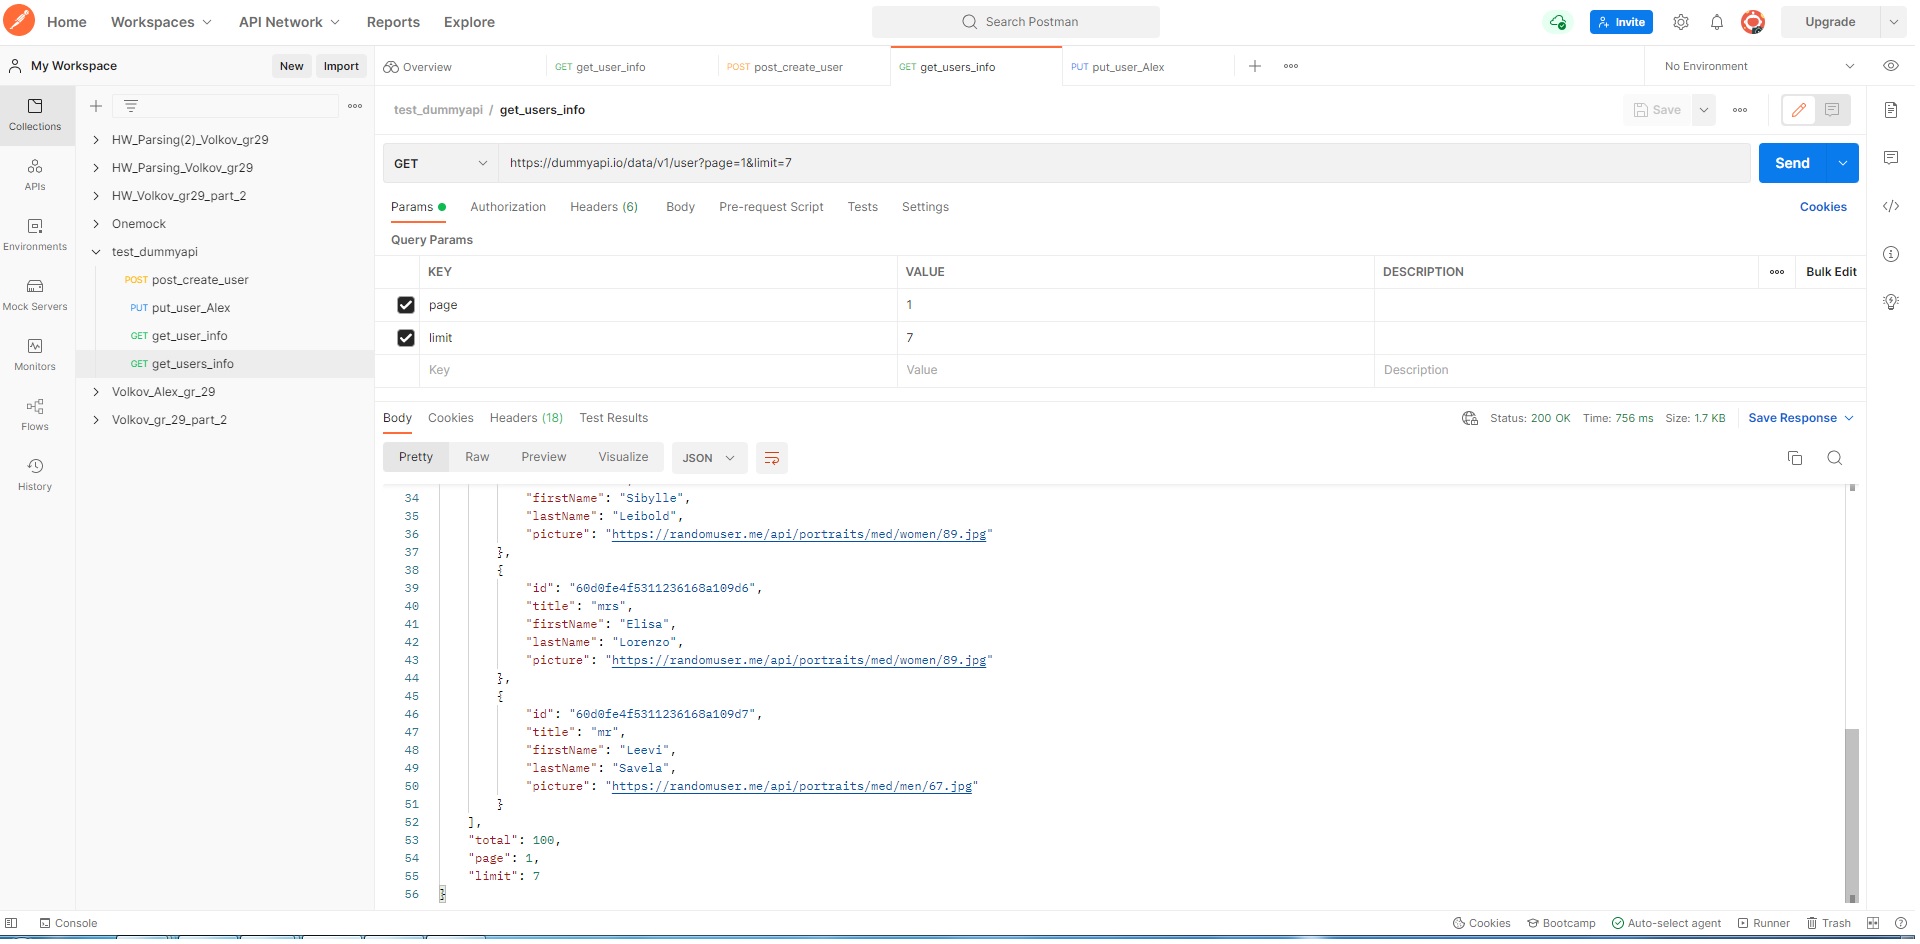 Home Workspaces API Network Reports Explore Search Postman Invite Upgrade
My Workspace New Import Overview GET get_user_info POST post_create_user GET get_users_info PUT put_user_Alex No Environment
Collections
APIs
Environments
Mock Servers
Monitors
Flows
History
HW_Parsing(2)_Volkov_gr29
HW_Parsing_Volkov_gr29
HW_Volkov_gr29_part_2
Onemock
test_dummyapi
POST post_create_user
PUT put_user_Alex
GET get_user_info
GET get_users_info
Volkov_Alex_gr_29
Volkov_gr_29_part_2
test_dummyapi / get_users_info Save
GET https://dummyapi.io/data/v1/user?page=1&limit=7 Send
Params Authorization Headers (6) Body Pre-request Script Tests Settings Cookies
Query Params
KEY VALUE DESCRIPTION Bulk Edit
page 1
limit 7
Key Value Description
Body Cookies Headers (18) Test Results Status: 200 OK Time: 756 ms Size: 1.7 KB Save Response
Pretty Raw Preview Visualize JSON
34 "firstName": "Sibylle",
35 "lastName": "Leibold",
36 "picture": "https://randomuser.me/api/portraits/med/women/89.jpg"
37 },
38 {
39 "id": "60d0fe4f5311236168a109d6",
40 "title": "mrs",
41 "firstName": "Elisa",
42 "lastName": "Lorenzo",
43 "picture": "https://randomuser.me/api/portraits/med/women/89.jpg"
44 },
45 {
46 "id": "60d0fe4f5311236168a109d7",
47 "title": "mr",
48 "firstName": "Leevi",
49 "lastName": "Savela",
50 "picture": "https://randomuser.me/api/portraits/med/men/67.jpg"
51 }
52 ],
53 "total": 100,
54 "page": 1,
55 "limit": 7
56 }
Console Cookies Bootcamp Auto-select agent Runner Trash